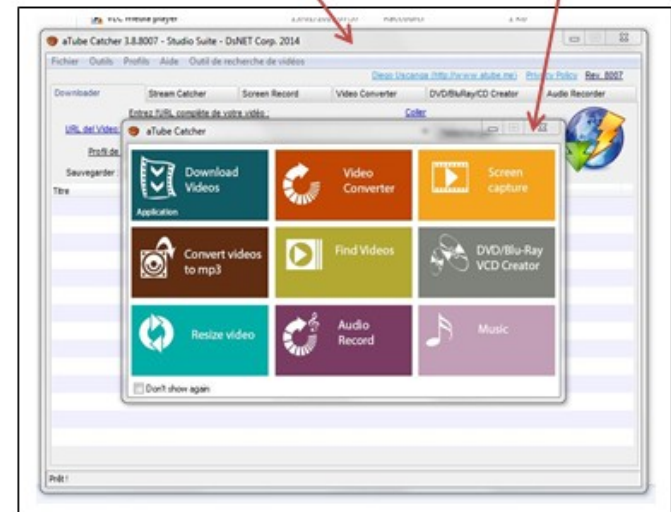 VLC media player Raccourci 1 Ko
aTube Catcher 3.8.8007 - Studio Suite - DsNET Corp. 2014
Fichier Outils Profils Aide Outil de recherche de vidéos
Diego Uscanga (http://www.atube.me) Privacy Policy Rev. 8007
Downloader Stream Catcher Screen Record Video Converter DVD/BluRay/CD Creator Audio Recorder
Entrez l'URL complète de votre vidéo : Coller
URL del Video:
Profil de
Sauvegarder :
Titre
aTube Catcher
Download
Videos
Application
Video
Converter
Screen
capture
Convert videos
to mp3
Find Videos
DVD/Blu-Ray
VCD Creator
Resize video
Audio
Record
Music
Don't show again
Prêt !